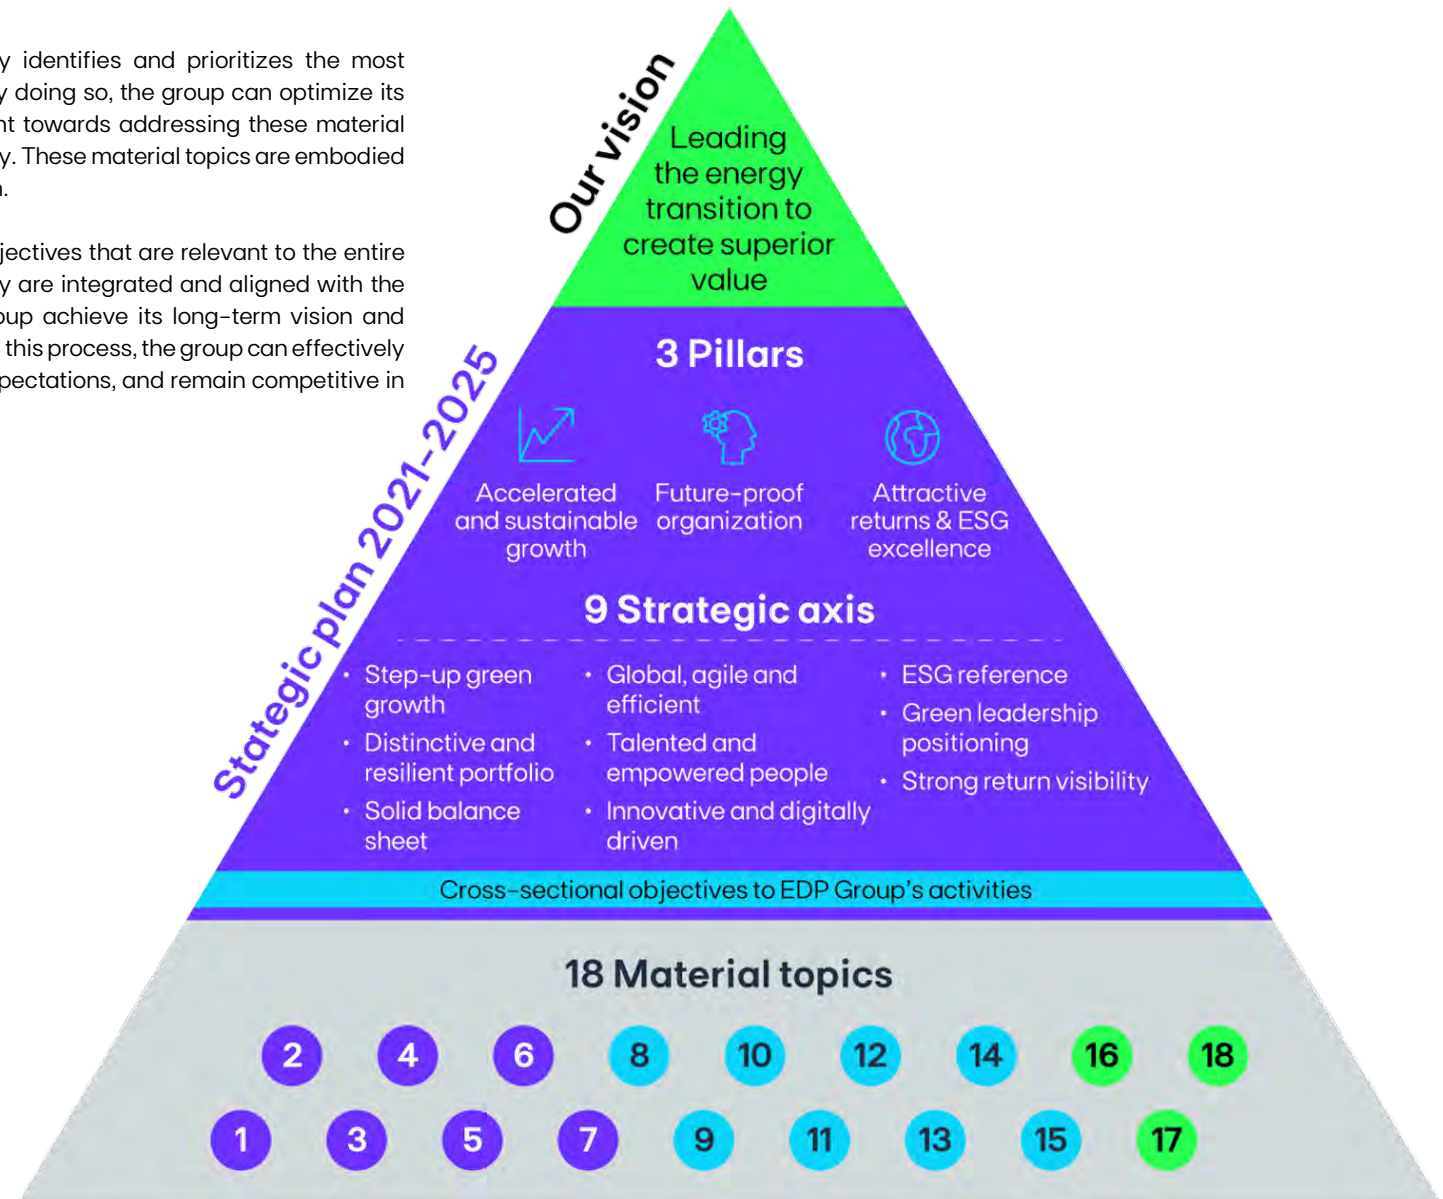 y identifies and prioritizes the most
y doing so, the group can optimize its
nt towards addressing these material
y. These material topics are embodied
n.
jectives that are relevant to the entire
y are integrated and aligned with the
oup achieve its long-term vision and
this process, the group can effectively
pectations, and remain competitive in
Our vision
Leading
the energy
transition to
create superior
value
Stategic plan 2021-2025
3 Pillars
Accelerated
and sustainable
growth
Future-proof
organization
Attractive
returns & ESG
excellence
9 Strategic axis
• Step-up green
growth
• Distinctive and
resilient portfolio
• Solid balance
sheet
• Global, agile and
efficient
• Talented and
empowered people
• Innovative and digitally
driven
• ESG reference
• Green leadership
positioning
• Strong return visibility
Cross-sectional objectives to EDP Group's activities
18 Material topics
2 4 6 8 10 12 14 16 18
1 3 5 7 9 11 13 15 17